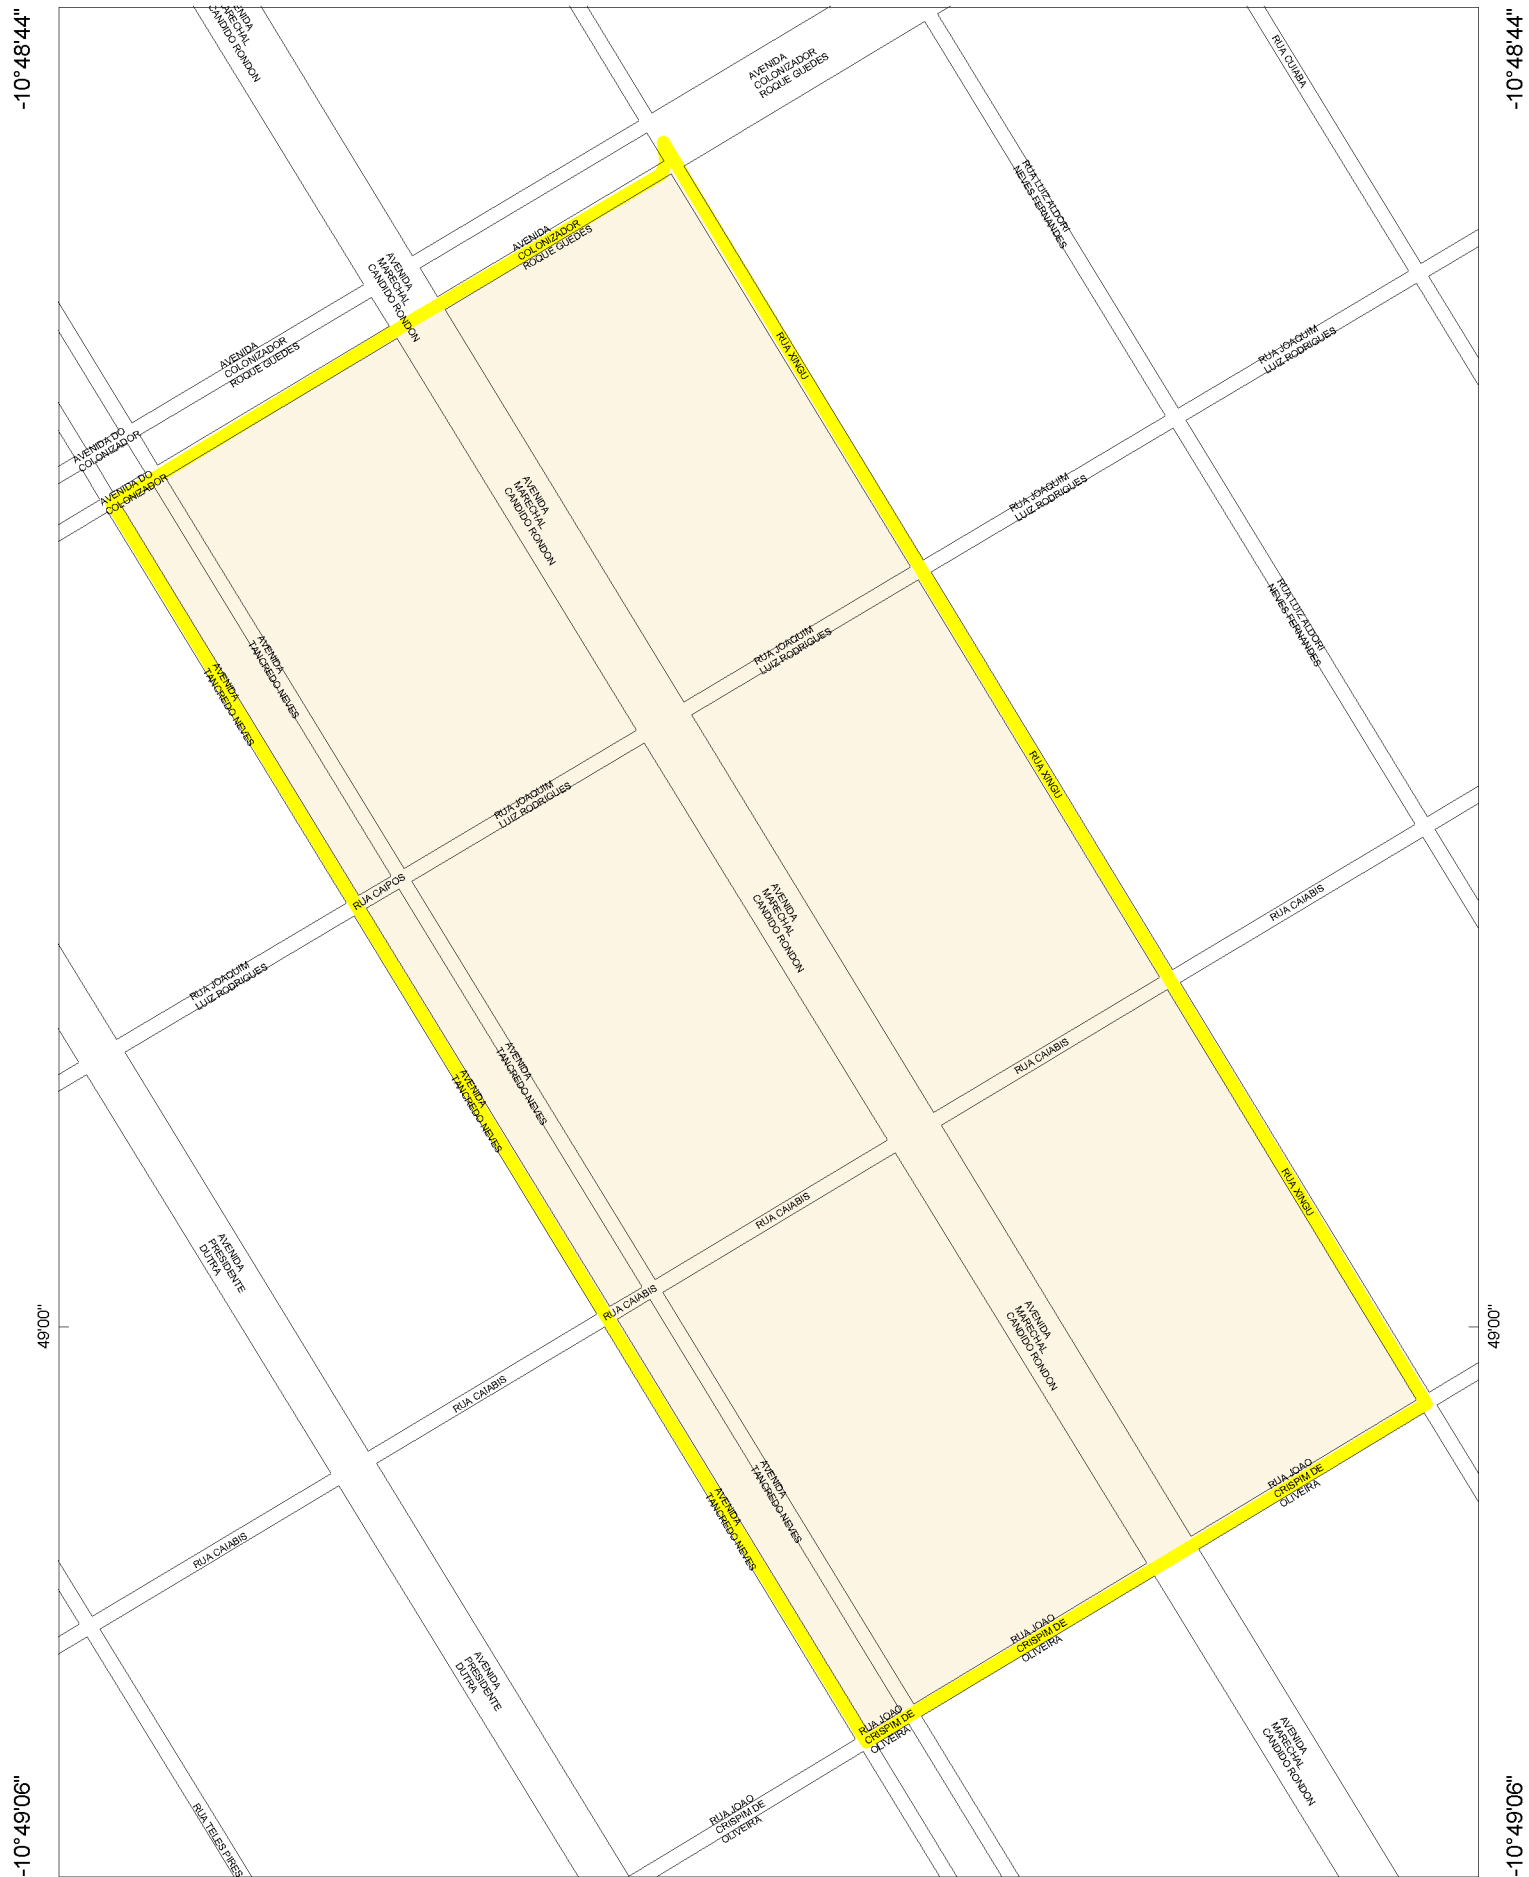 -10°48'44"
-10°48'44"
AVENIDA
MARECHAL
CANDIDO RONDON
AVENIDA
COLONIZADOR
ROQUE GUEDES
RUA CUIABA
RUA LUIZ ALDORI
NEVES FERNANDES
AVENIDA
COLONIZADOR
ROQUE GUEDES
AVENIDA
MARECHAL
CANDIDO RONDON
AVENIDA
COLONIZADOR
ROQUE GUEDES
RUA XINGU
RUA JOAQUIM
LUIZ RODRIGUES
AVENIDA DO
COLONIZADOR
AVENIDA DO
COLONIZADOR
AVENIDA
MARECHAL
CANDIDO RONDON
RUA JOAQUIM
LUIZ RODRIGUES
RUA LUIZ ALDORI
NEVES FERNANDES
AVENIDA
TANCREDO NEVES
AVENIDA
TANCREDO NEVES
RUA JOAQUIM
LUIZ RODRIGUES
RUA XINGU
RUA JOAQUIM
LUIZ RODRIGUES
RUA CAIPOS
AVENIDA
MARECHAL
CANDIDO RONDON
RUA CAIABIS
RUA JOAQUIM
LUIZ RODRIGUES
RUA CAIABIS
AVENIDA
TANCREDO NEVES
AVENIDA
TANCREDO NEVES
RUA CAIABIS
RUA XINGU
AVENIDA
PRESIDENTE
DUTRA
RUA CAIABIS
49'00"
49'00"
AVENIDA
MARECHAL
CANDIDO RONDON
RUA CAIABIS
RUA JOAO
CRISPIM DE
OLIVEIRA
AVENIDA
TANCREDO NEVES
AVENIDA
TANCREDO NEVES
RUA CAIABIS
RUA JOAO
CRISPIM DE
OLIVEIRA
AVENIDA
PRESIDENTE
DUTRA
RUA JOAO
CRISPIM DE
OLIVEIRA
AVENIDA
MARECHAL
CANDIDO RONDON
RUA JOAO
CRISPIM DE
OLIVEIRA
RUA TELES PIRES
-10°49'06"
-10°49'06"